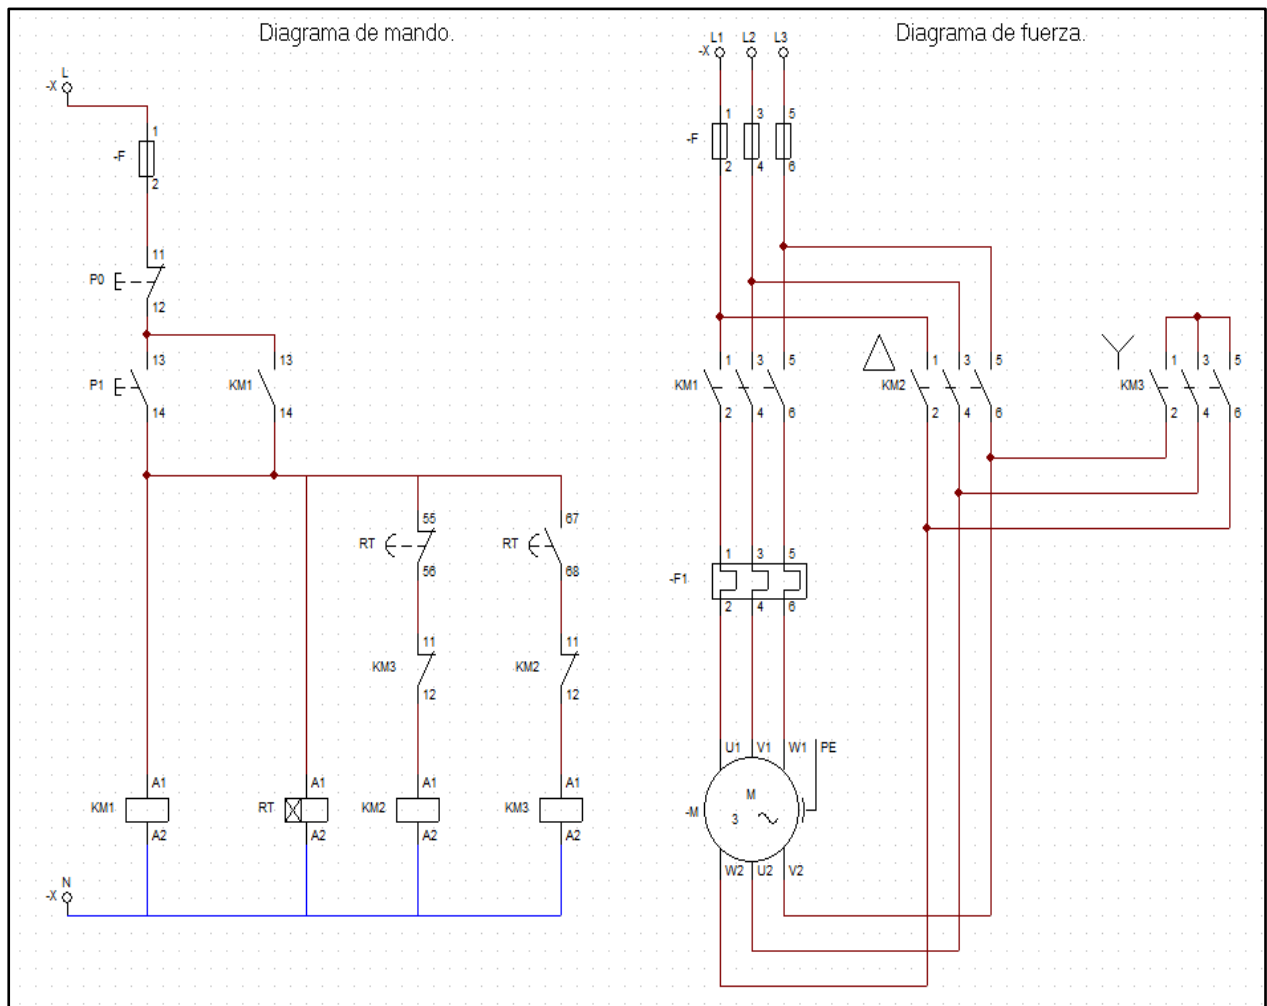 Diagrama de mando.
L
-X
1
-F
2
11
P0
12
13
P1
14
13
KM1
14
55
RT
56
67
RT
68
11
KM3
12
11
KM2
12
A1
KM1
A2
A1
RT
A2
A1
KM2
A2
A1
KM3
A2
N
-X
Diagrama de fuerza.
L1 L2 L3
-X
1 3 5
-F
2 4 6
1 3 5
KM1
2 4 6
1 3 5
KM2
2 4 6
1 3 5
KM3
2 4 6
1 3 5
-F1
2 4 6
U1 V1 W1 PE
M
-M
3
W2 U2 V2